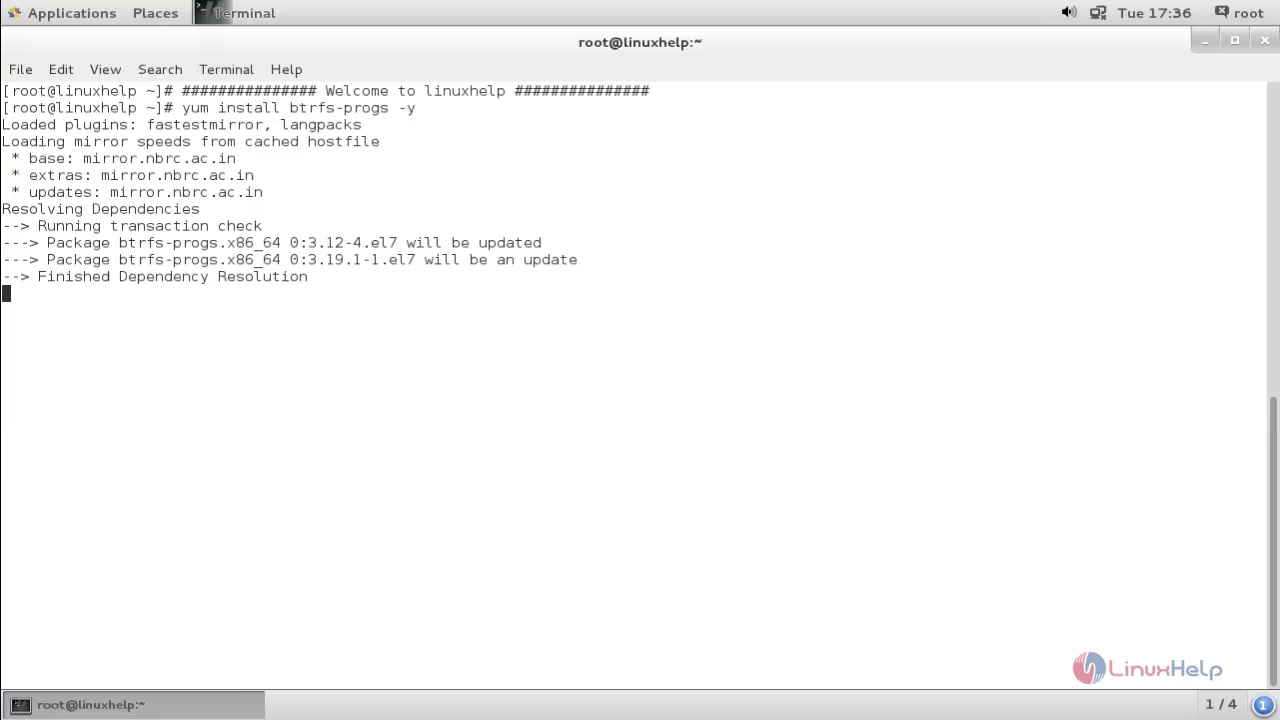 Applications Places Terminal Tue 17:36 root
root@linuxhelp:~
File Edit View Search Terminal Help
[root@linuxhelp ~]# ############### Welcome to linuxhelp ###############
[root@linuxhelp ~]# yum install btrfs-progs -y
Loaded plugins: fastestmirror, langpacks
Loading mirror speeds from cached hostfile
 * base: mirror.nbrc.ac.in
 * extras: mirror.nbrc.ac.in
 * updates: mirror.nbrc.ac.in
Resolving Dependencies
--> Running transaction check
---> Package btrfs-progs.x86_64 0:3.12-4.el7 will be updated
---> Package btrfs-progs.x86_64 0:3.19.1-1.el7 will be an update
--> Finished Dependency Resolution
LinuxHelp
root@linuxhelp:~ 1 / 4 1